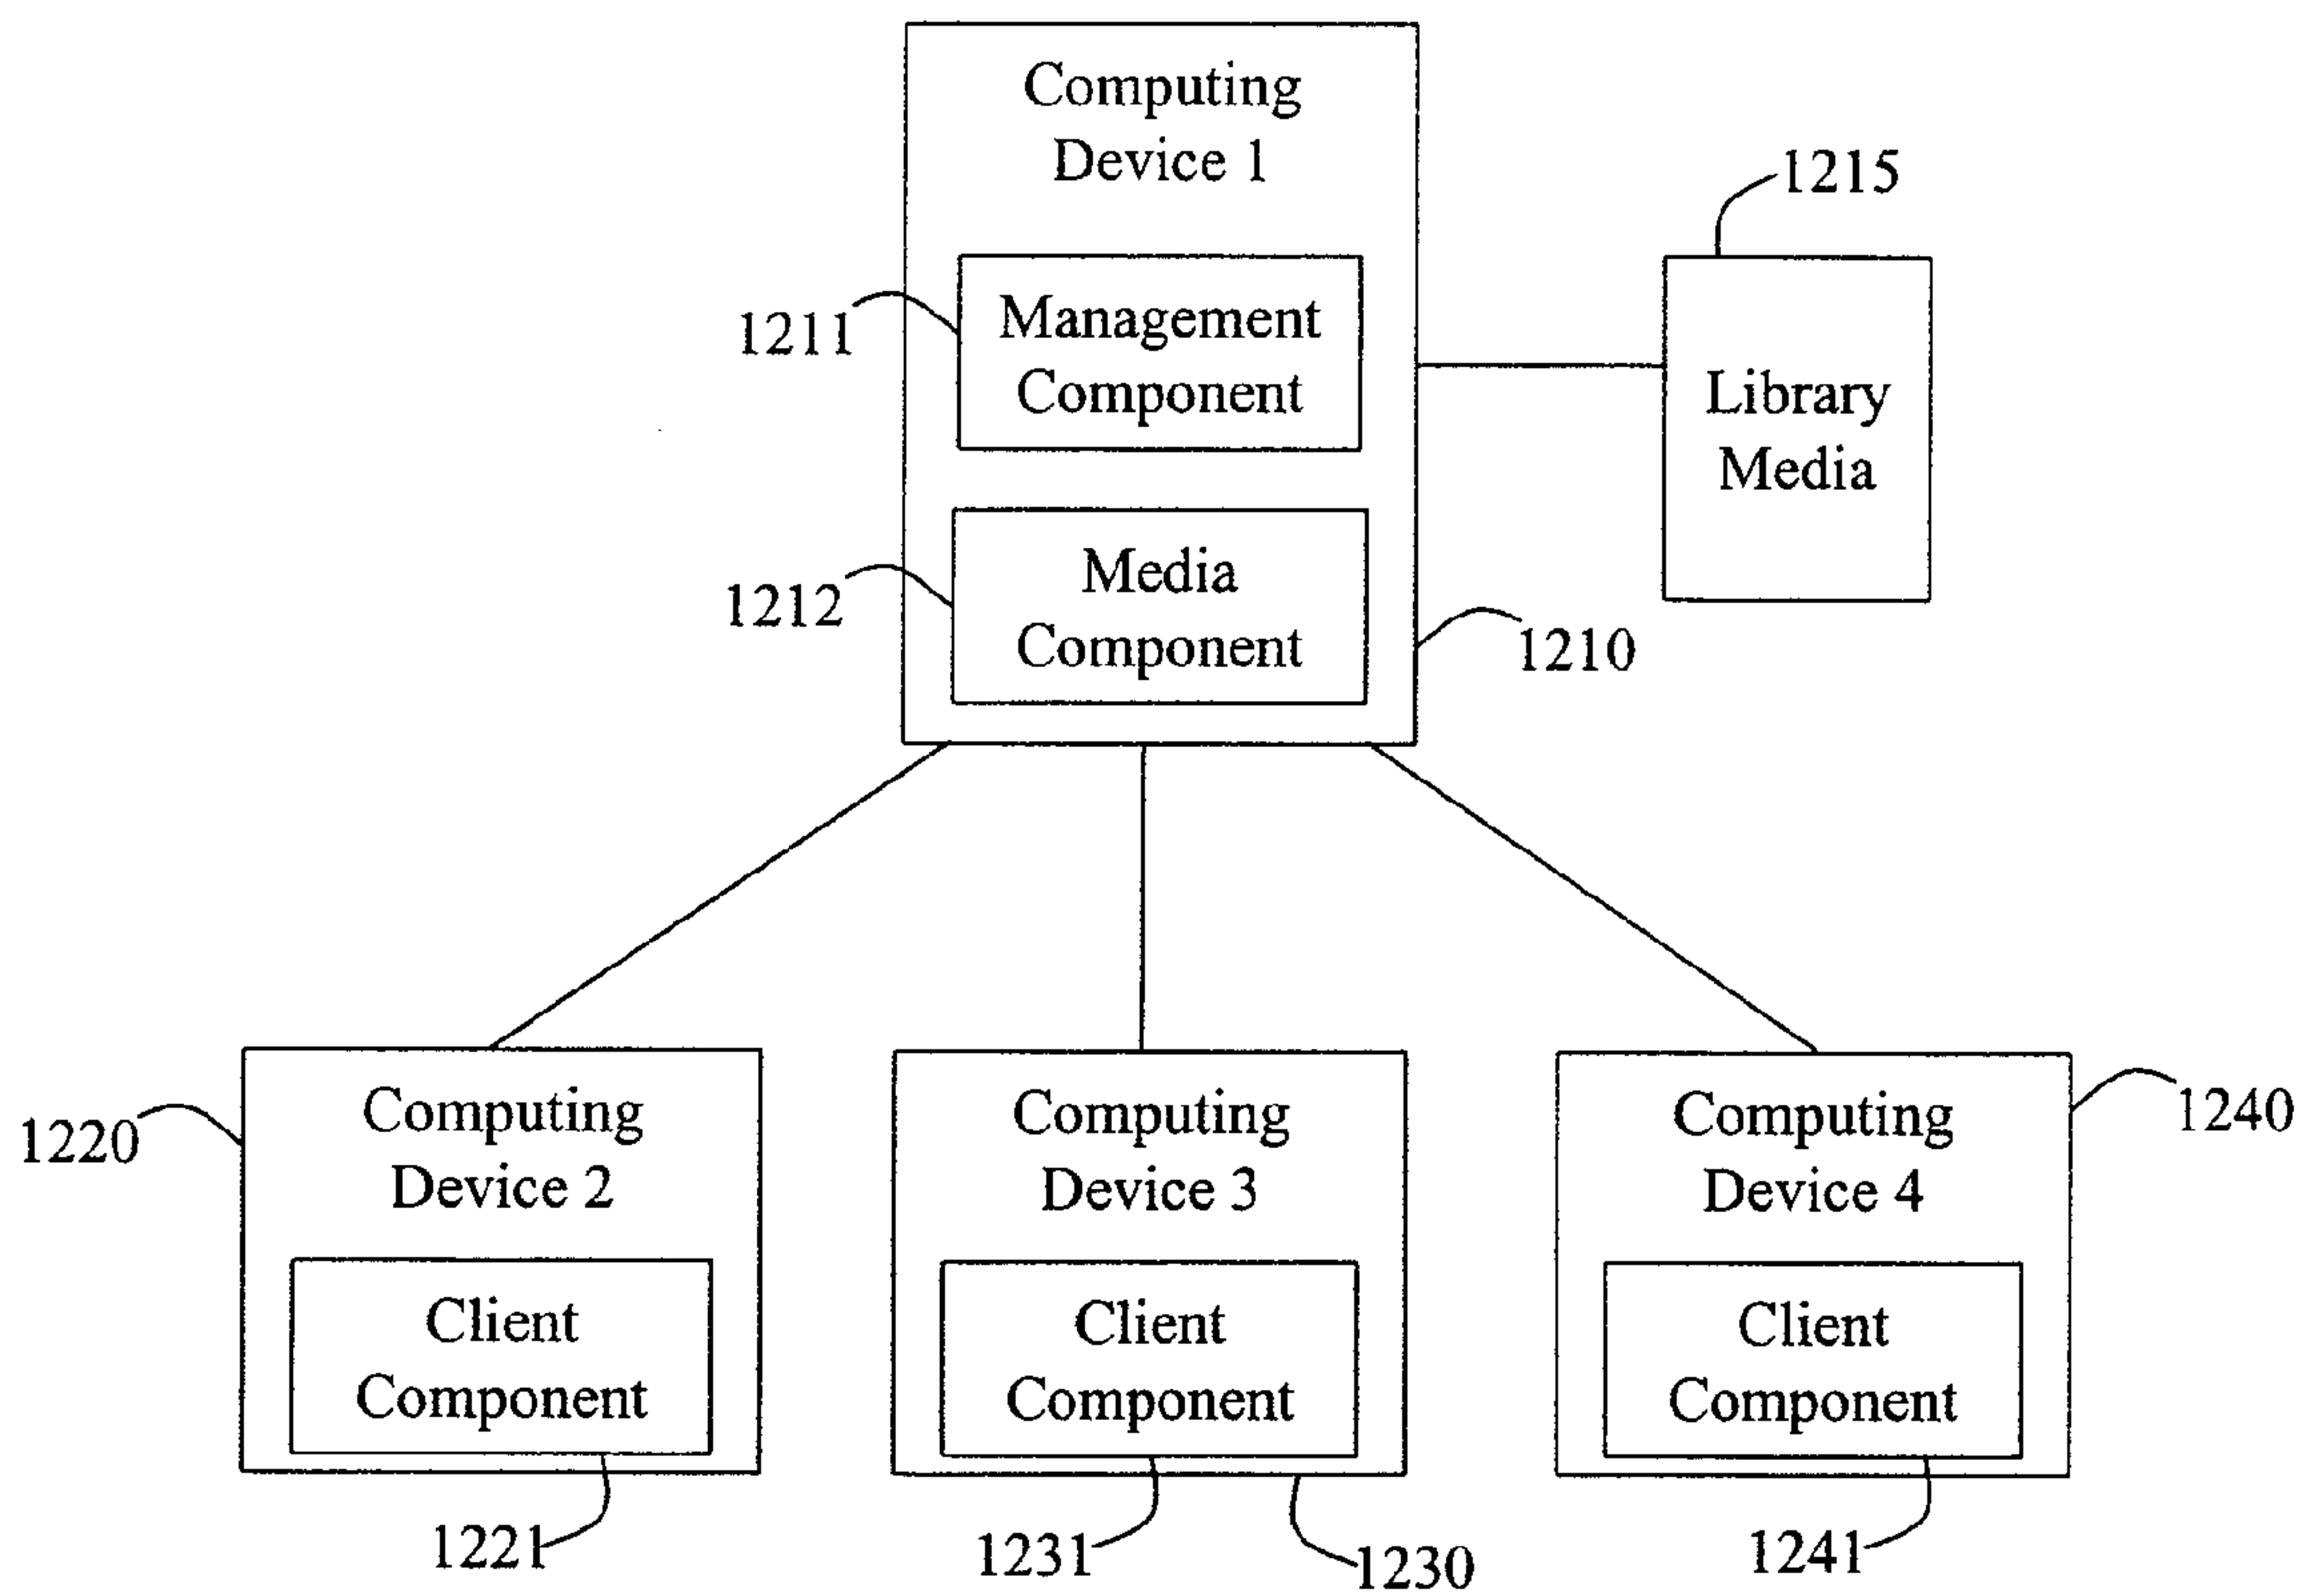 Computing
Device 1
1215
1211
Management
Component
Library
Media
1212
Media
Component
1210
1220
Computing
Device 2
Client
Component
1221
Computing
Device 3
Client
Component
1231
1230
Computing
Device 4
1240
Client
Component
1241